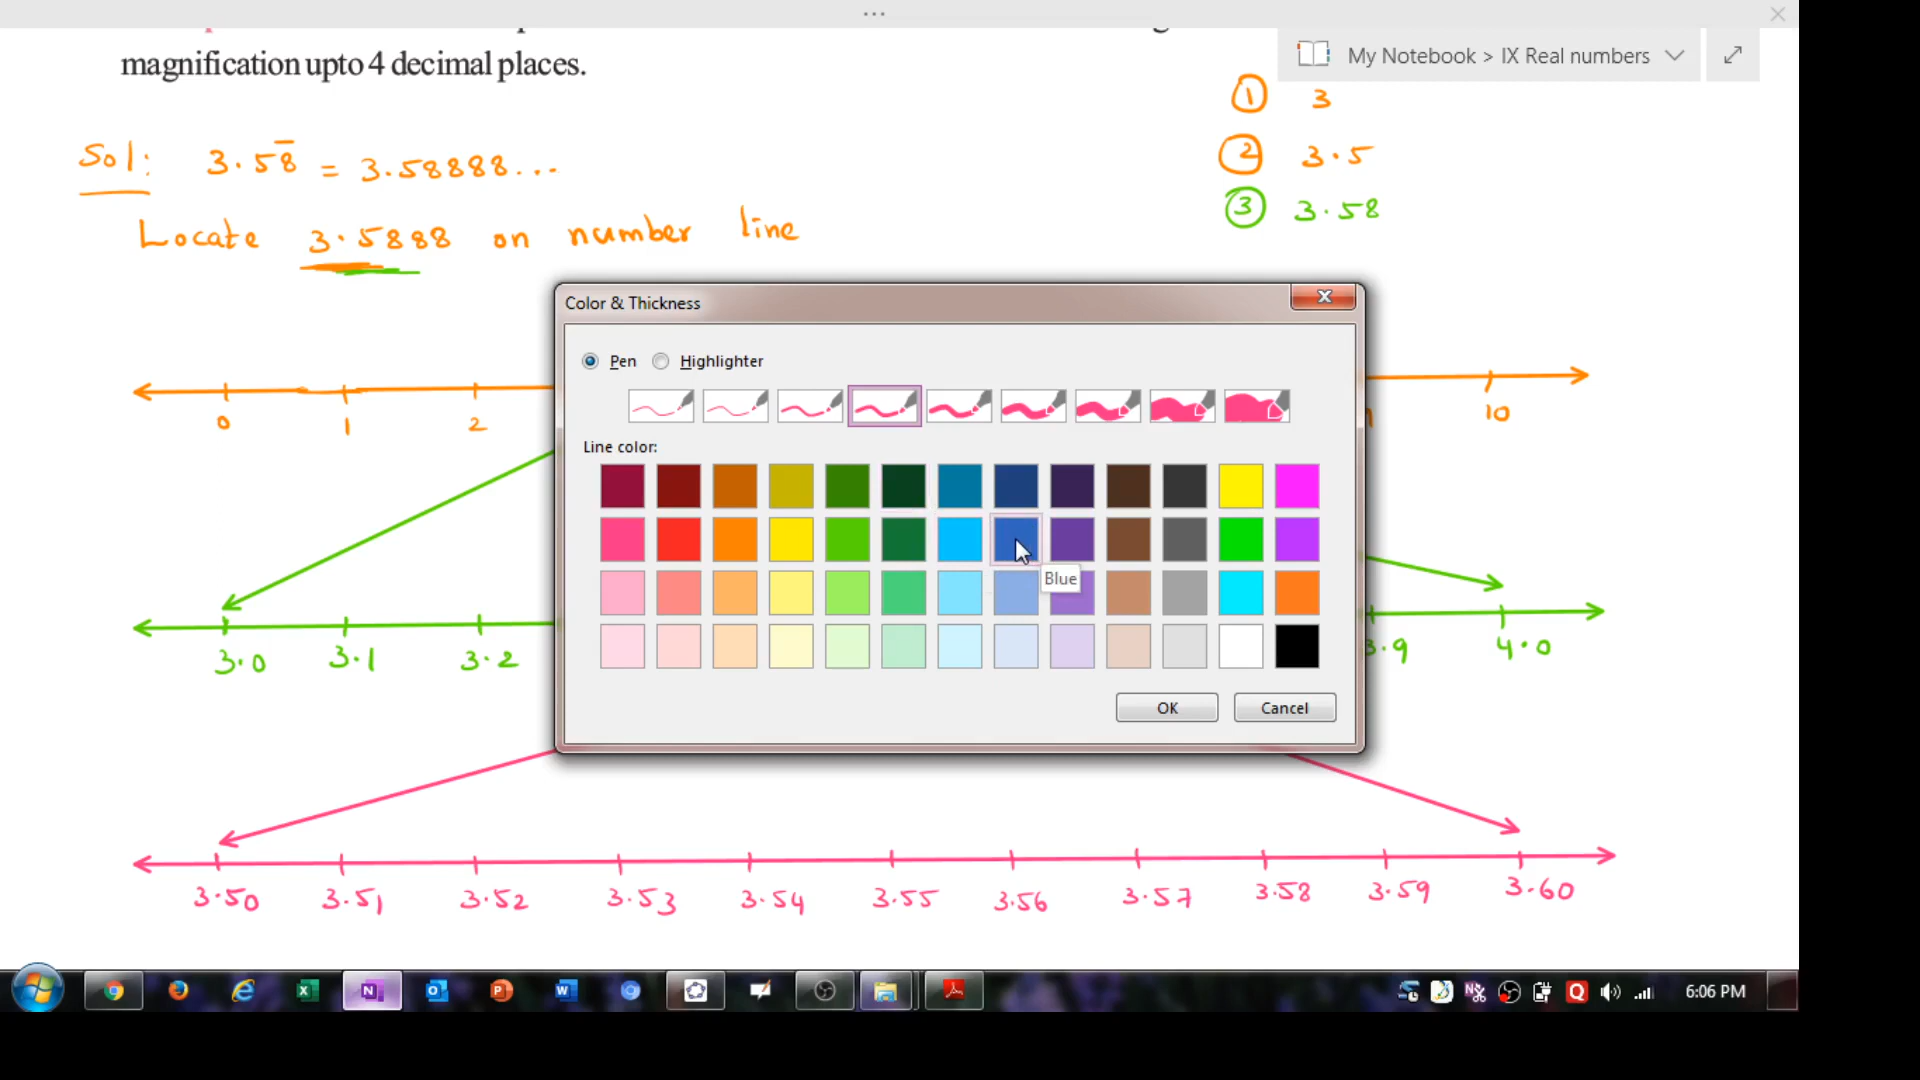 magnification upto 4 decimal places.
My Notebook > IX Real numbers
① 3
② 3.5
③ 3.58
Sol: 3.58̅ = 3.58888...
Locate 3.5888 on number line
Color & Thickness
Pen Highlighter
Line color:
Blue
OK Cancel
0 1 2 10
3.0 3.1 3.2 3.9 4.0
3.50 3.51 3.52 3.53 3.54 3.55 3.56 3.57 3.58 3.59 3.60
6:06 PM